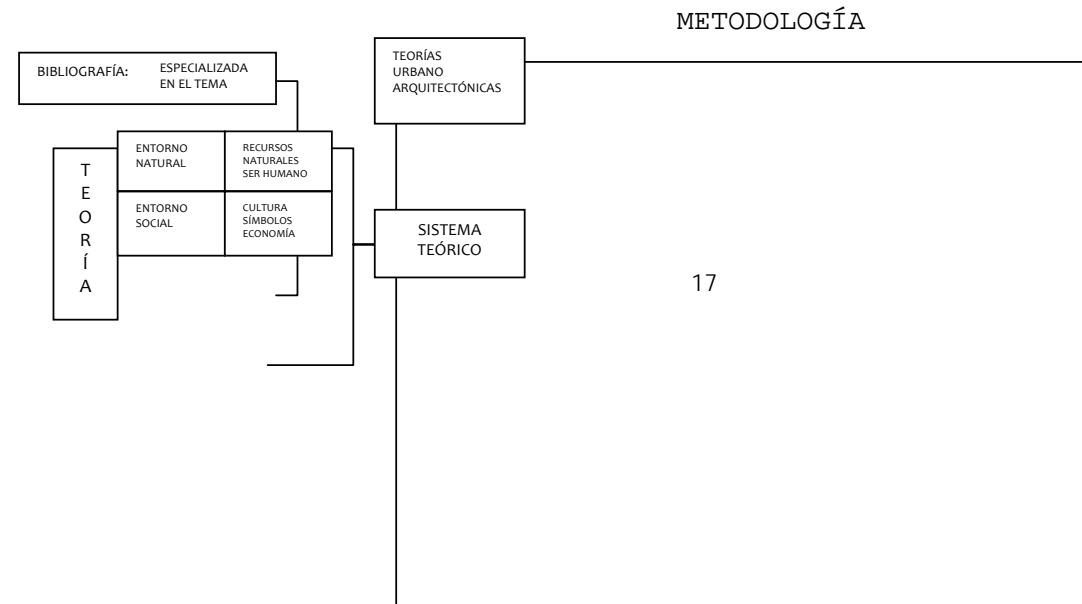 METODOLOGÍA
BIBLIOGRAFÍA:
ESPECIALIZADA
EN EL TEMA
TEORÍAS
URBANO
ARQUITECTÓNICAS
T
E
O
R
Í
A
ENTORNO
NATURAL
RECURSOS
NATURALES
SER HUMANO
ENTORNO
SOCIAL
CULTURA
SÍMBOLOS
ECONOMÍA
SISTEMA
TEÓRICO
17